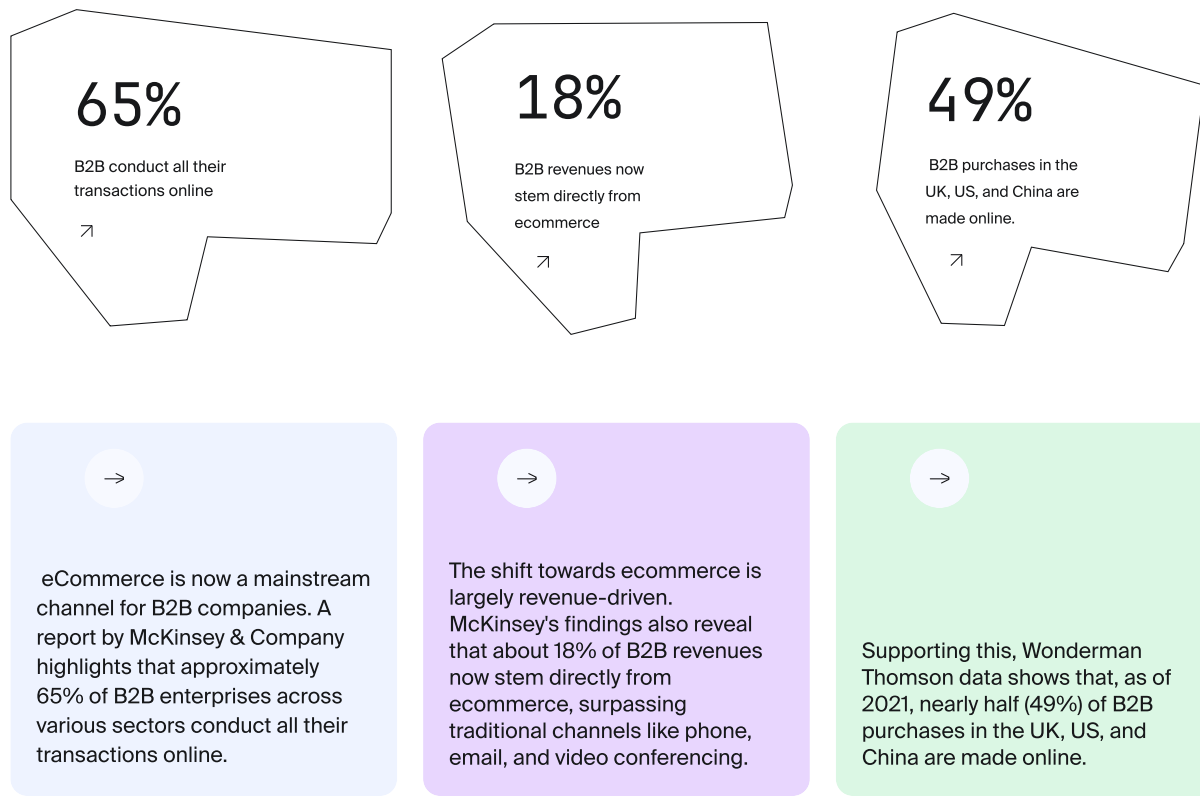 65%
B2B conduct all their
transactions online
18%
B2B revenues now
stem directly from
ecommerce
49%
B2B purchases in the
UK, US, and China are
made online.
eCommerce is now a mainstream
channel for B2B companies. A
report by McKinsey & Company
highlights that approximately
65% of B2B enterprises across
various sectors conduct all their
transactions online.
The shift towards ecommerce is
largely revenue-driven.
McKinsey's findings also reveal
that about 18% of B2B revenues
now stem directly from
ecommerce, surpassing
traditional channels like phone,
email, and video conferencing.
Supporting this, Wonderman
Thomson data shows that, as of
2021, nearly half (49%) of B2B
purchases in the UK, US, and
China are made online.